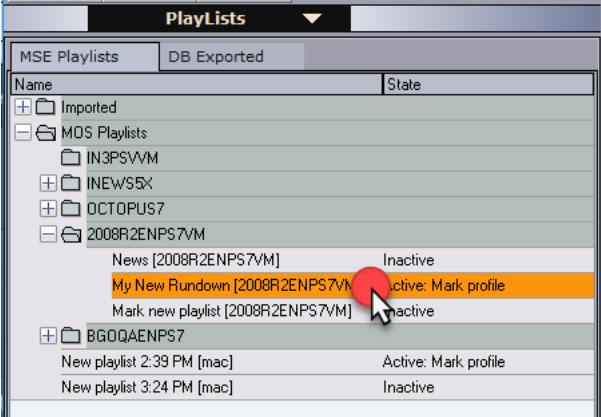 PlayLists
MSE Playlists DB Exported
Name State
Imported
MOS Playlists
IN3PSVVM
INEWS5X
OCTOPUS7
2008R2ENPS7VM
News [2008R2ENPS7VM] Inactive
My New Rundown [2008R2ENPS7VM Active: Mark profile
Mark new playlist [2008R2ENPS7VM] Inactive
BGOQAENPS7
New playlist 2:39 PM [mac] Active: Mark profile
New playlist 3:24 PM [mac] Inactive